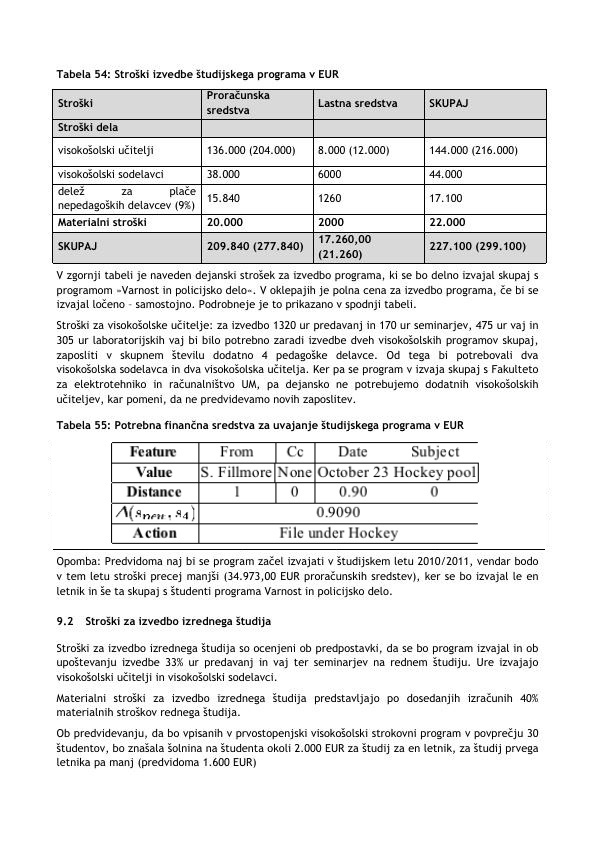 Tabela 54: Stroški izvedbe študijskega programa v EUR
Stroški Proračunska sredstva Lastna sredstva SKUPAJ
Stroški dela
visokošolski učitelji 136.000 (204.000) 8.000 (12.000) 144.000 (216.000)
visokošolski sodelavci 38.000 6000 44.000
delež za plače nepedagoških delavcev (9%) 15.840 1260 17.100
Materialni stroški 20.000 2000 22.000
SKUPAJ 209.840 (277.840) 17.260,00 (21.260) 227.100 (299.100)
V zgornji tabeli je naveden dejanski strošek za izvedbo programa, ki se bo delno izvajal skupaj s
programom »Varnost in policijsko delo«. V oklepajih je polna cena za izvedbo programa, če bi se
izvajal ločeno – samostojno. Podrobneje je to prikazano v spodnji tabeli.
Stroški za visokošolske učitelje: za izvedbo 1320 ur predavanj in 170 ur seminarjev, 475 ur vaj in
305 ur laboratorijskih vaj bi bilo potrebno zaradi izvedbe dveh visokošolskih programov skupaj,
zaposliti v skupnem številu dodatno 4 pedagoške delavce. Od tega bi potrebovali dva
visokošolska sodelavca in dva visokošolska učitelja. Ker pa se program v izvaja skupaj s Fakulteto
za elektrotehniko in računalništvo UM, pa dejansko ne potrebujemo dodatnih visokošolskih
učiteljev, kar pomeni, da ne predvidevamo novih zaposlitev.
Tabela 55: Potrebna finančna sredstva za uvajanje študijskega programa v EUR
Feature From Cc Date Subject
Value S. Fillmore None October 23 Hockey pool
Distance 1 0 0.90 0
Λ(s_new, s_4) 0.9090
Action File under Hockey
Opomba: Predvidoma naj bi se program začel izvajati v študijskem letu 2010/2011, vendar bodo
v tem letu stroški precej manjši (34.973,00 EUR proračunskih sredstev), ker se bo izvajal le en
letnik in še ta skupaj s študenti programa Varnost in policijsko delo.
9.2 Stroški za izvedbo izrednega študija
Stroški za izvedbo izrednega študija so ocenjeni ob predpostavki, da se bo program izvajal in ob
upoštevanju izvedbe 33% ur predavanj in vaj ter seminarjev na rednem študiju. Ure izvajajo
visokošolski učitelji in visokošolski sodelavci.
Materialni stroški za izvedbo izrednega študija predstavljajo po dosedanjih izračunih 40%
materialnih stroškov rednega študija.
Ob predvidevanju, da bo vpisanih v prvostopenjski visokošolski strokovni program v povprečju 30
študentov, bo znašala šolnina na študenta okoli 2.000 EUR za študij za en letnik, za študij prvega
letnika pa manj (predvidoma 1.600 EUR)